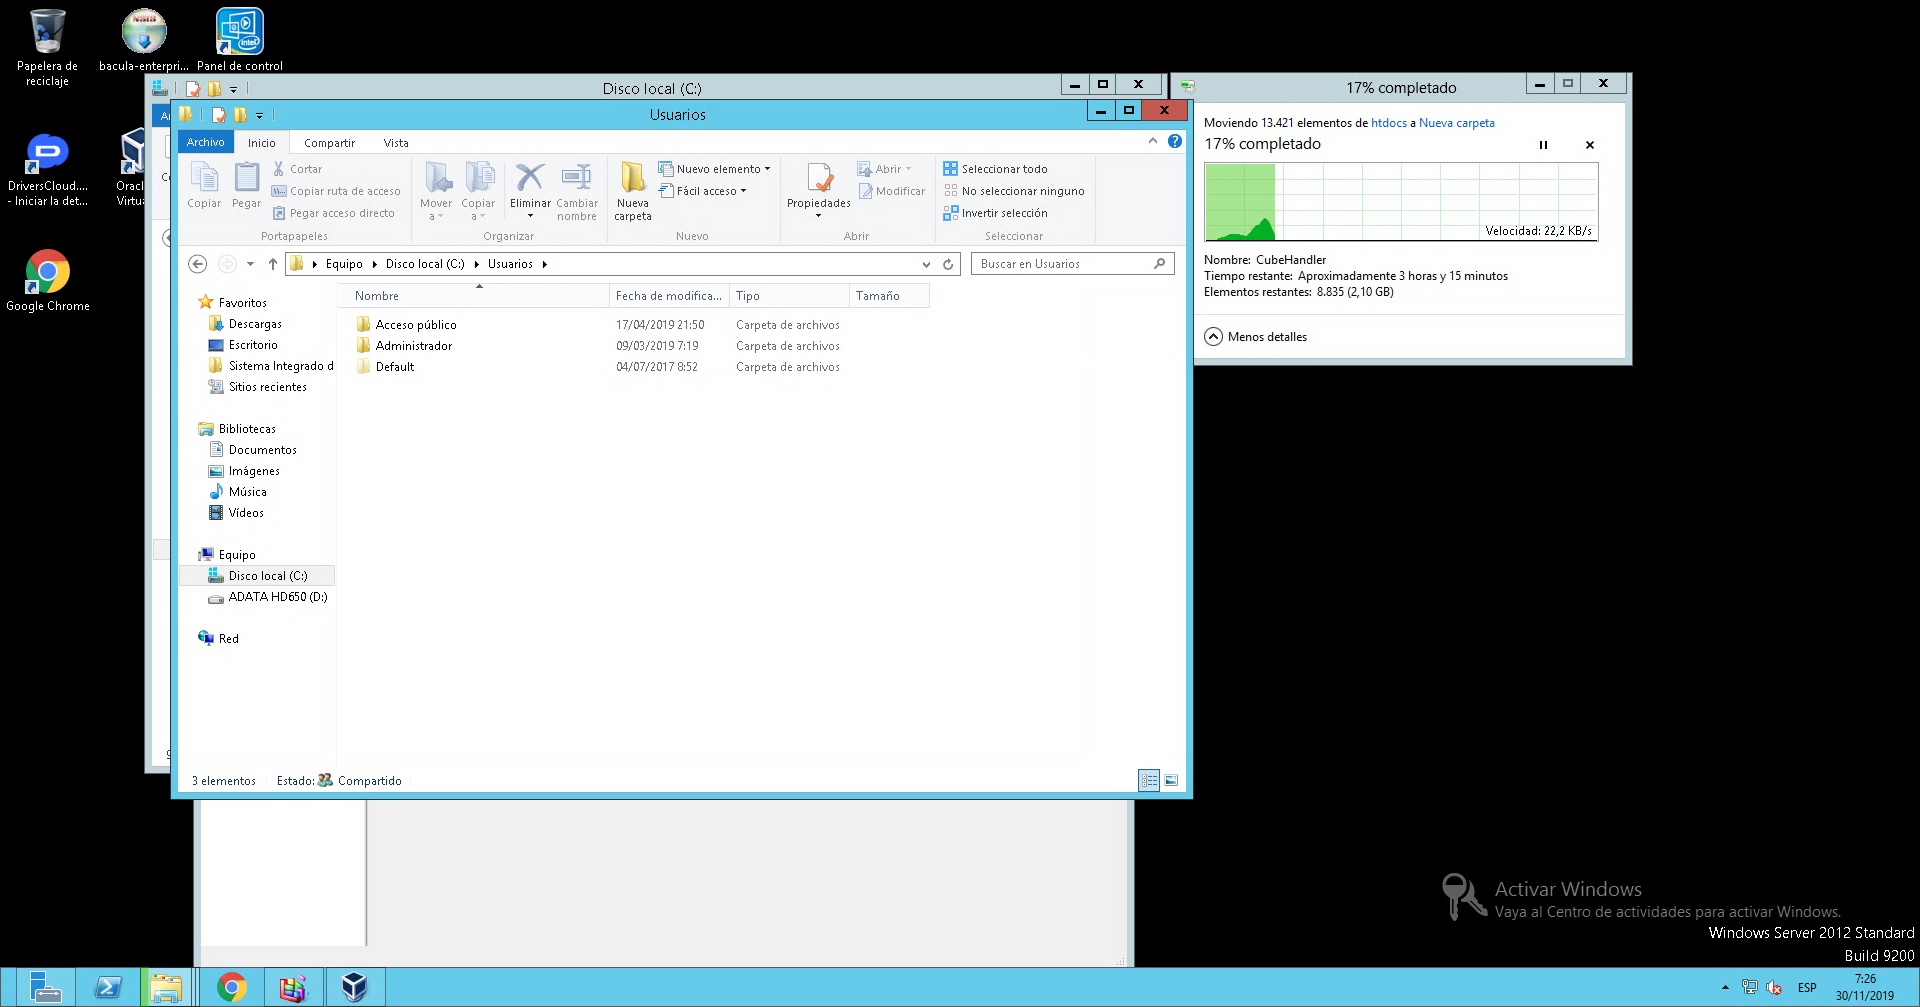 Papelera de
reciclaje
bacula-enterpri...
Panel de control
DriversCloud....
- Iniciar la det...
Orac
Virtu
Google Chrome
Disco local (C:)
Usuarios
Archivo
Inicio
Compartir
Vista
Copiar
Pegar
Cortar
Copiar ruta de acceso
Pegar acceso directo
Portapapeles
Mover
a
Copiar
a
Eliminar
Cambiar
nombre
Organizar
Nueva
carpeta
Nuevo elemento
Fácil acceso
Nuevo
Propiedades
Abrir
Modificar
Abrir
Seleccionar todo
No seleccionar ninguno
Invertir selección
Seleccionar
Equipo
Disco local (C:)
Usuarios
Buscar en Usuarios
Nombre
Fecha de modifica...
Tipo
Tamaño
Acceso público
17/04/2019 21:50
Carpeta de archivos
Administrador
09/03/2019 7:19
Carpeta de archivos
Default
04/07/2017 8:52
Carpeta de archivos
Favoritos
Descargas
Escritorio
Sistema Integrado d
Sitios recientes
Bibliotecas
Documentos
Imágenes
Música
Vídeos
Equipo
Disco local (C:)
ADATA HD650 (D:)
Red
3 elementos
Estado:
Compartido
17% completado
Moviendo 13.421 elementos de htdocs a Nueva carpeta
17% completado
Velocidad: 22,2 KB/s
Nombre: CubeHandler
Tiempo restante: Aproximadamente 3 horas y 15 minutos
Elementos restantes: 8.835 (2,10 GB)
Menos detalles
Activar Windows
Vaya al Centro de actividades para activar Windows.
Windows Server 2012 Standard
Build 9200
ESP
7:26
30/11/2019